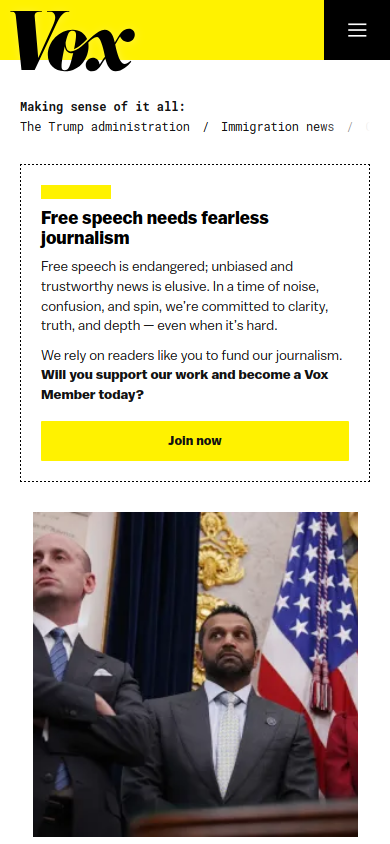 Vox
Making sense of it all:
The Trump administration / Immigration news /
Free speech needs fearless
journalism
Free speech is endangered; unbiased and
trustworthy news is elusive. In a time of noise,
confusion, and spin, we’re committed to clarity,
truth, and depth — even when it’s hard.
We rely on readers like you to fund our journalism.
Will you support our work and become a Vox
Member today?
Join now